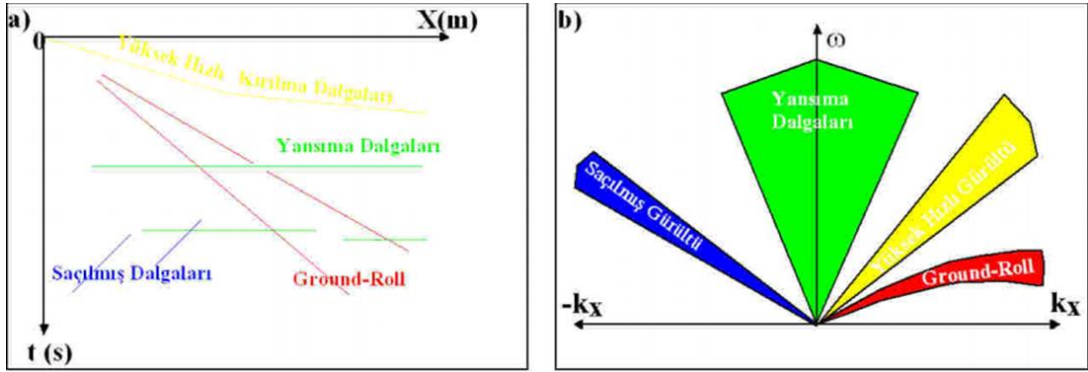 a)
X(m)
0
Yüksek Hızlı Kırılma Dalgaları
Yansıma Dalgaları
Saçılmış Dalgaları
Ground-Roll
t (s)
b)
ω
Yansıma
Dalgaları
Saçılmış Gürültü
Yüksek Hızlı Gürültü
Ground-Roll
-kx
kx